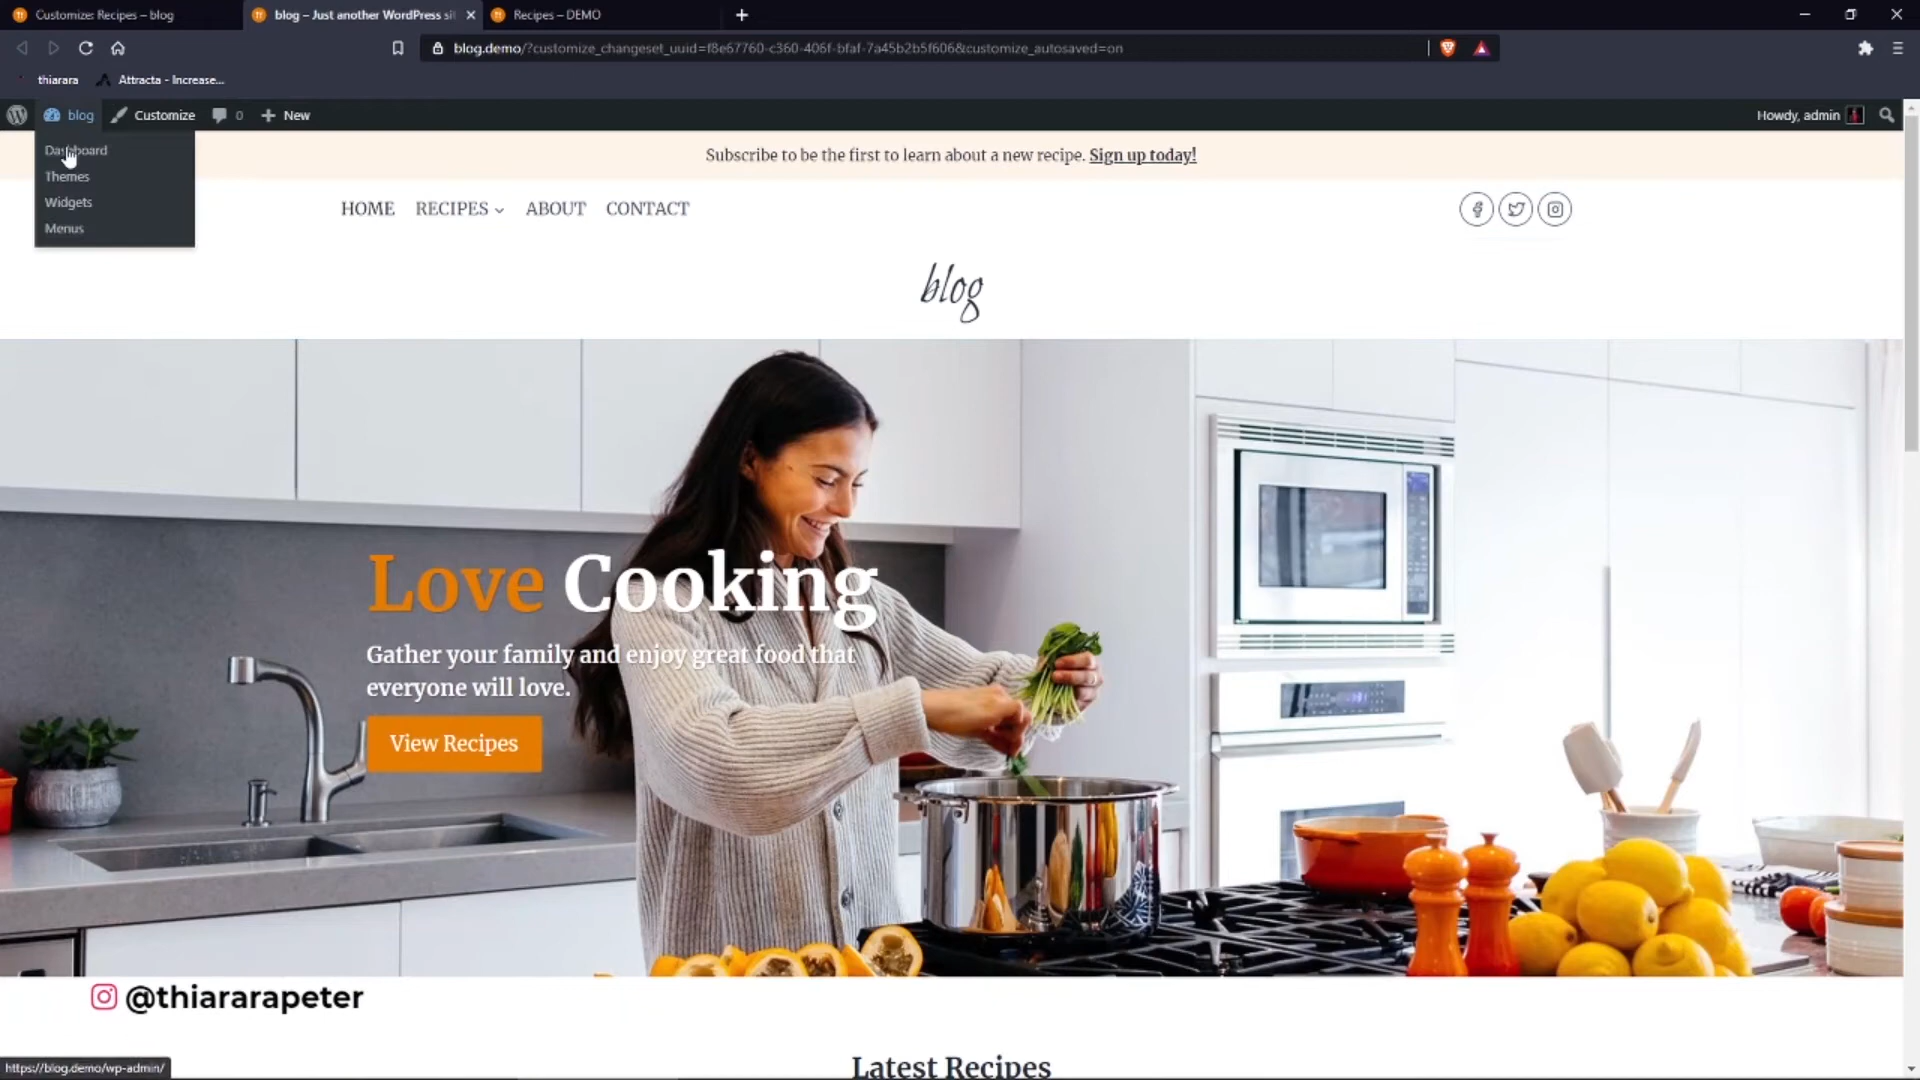 Customize: Recipes – blog
blog – Just another WordPress sit
Recipes – DEMO
blog.demo/?customize_changeset_uuid=f8e67760-c360-406f-bfaf-7a45b2b5f606&customize_autosaved=on
thiarara
Attracta - Increase...
blog
Customize
0
New
Howdy, admin
Dashboard
Themes
Widgets
Menus
Subscribe to be the first to learn about a new recipe. Sign up today!
HOME
RECIPES
ABOUT
CONTACT
blog
Love Cooking
Gather your family and enjoy great food that
everyone will love.
View Recipes
@thiararapeter
https://blog.demo/wp-admin/
Latest Recipes